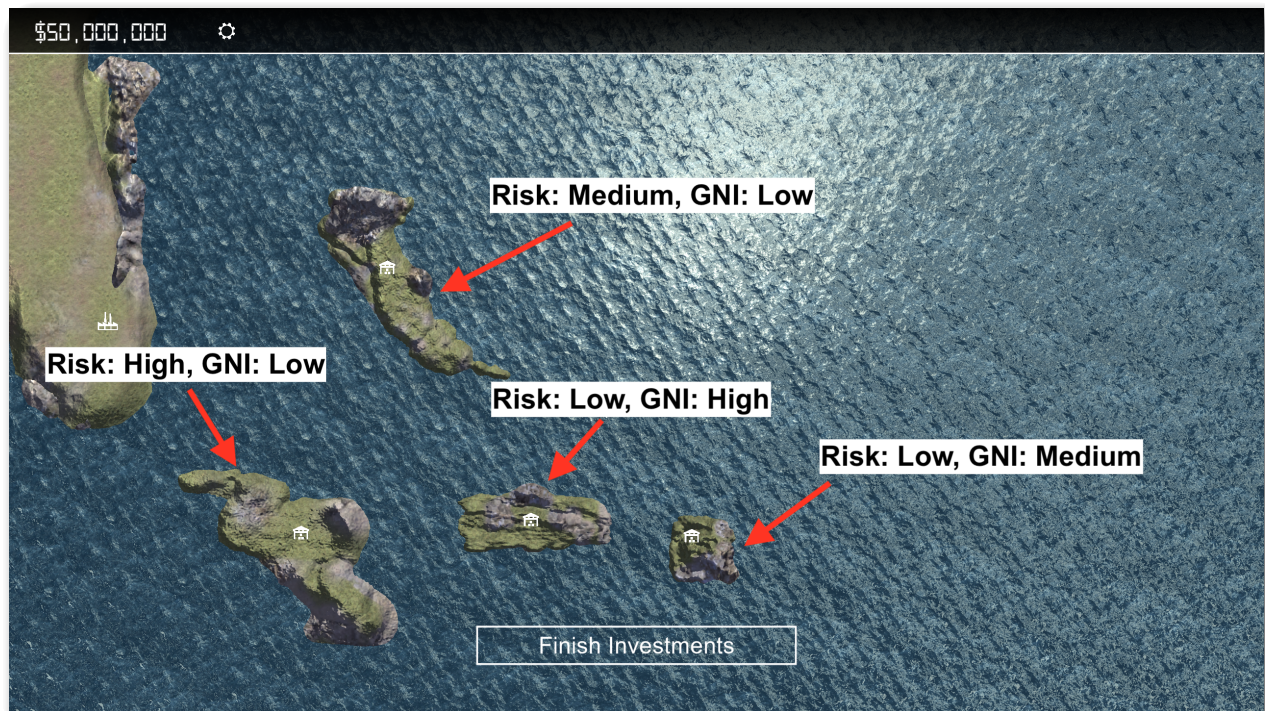 $50,000,000
Risk: Medium, GNI: Low
Risk: High, GNI: Low
Risk: Low, GNI: High
Risk: Low, GNI: Medium
Finish Investments